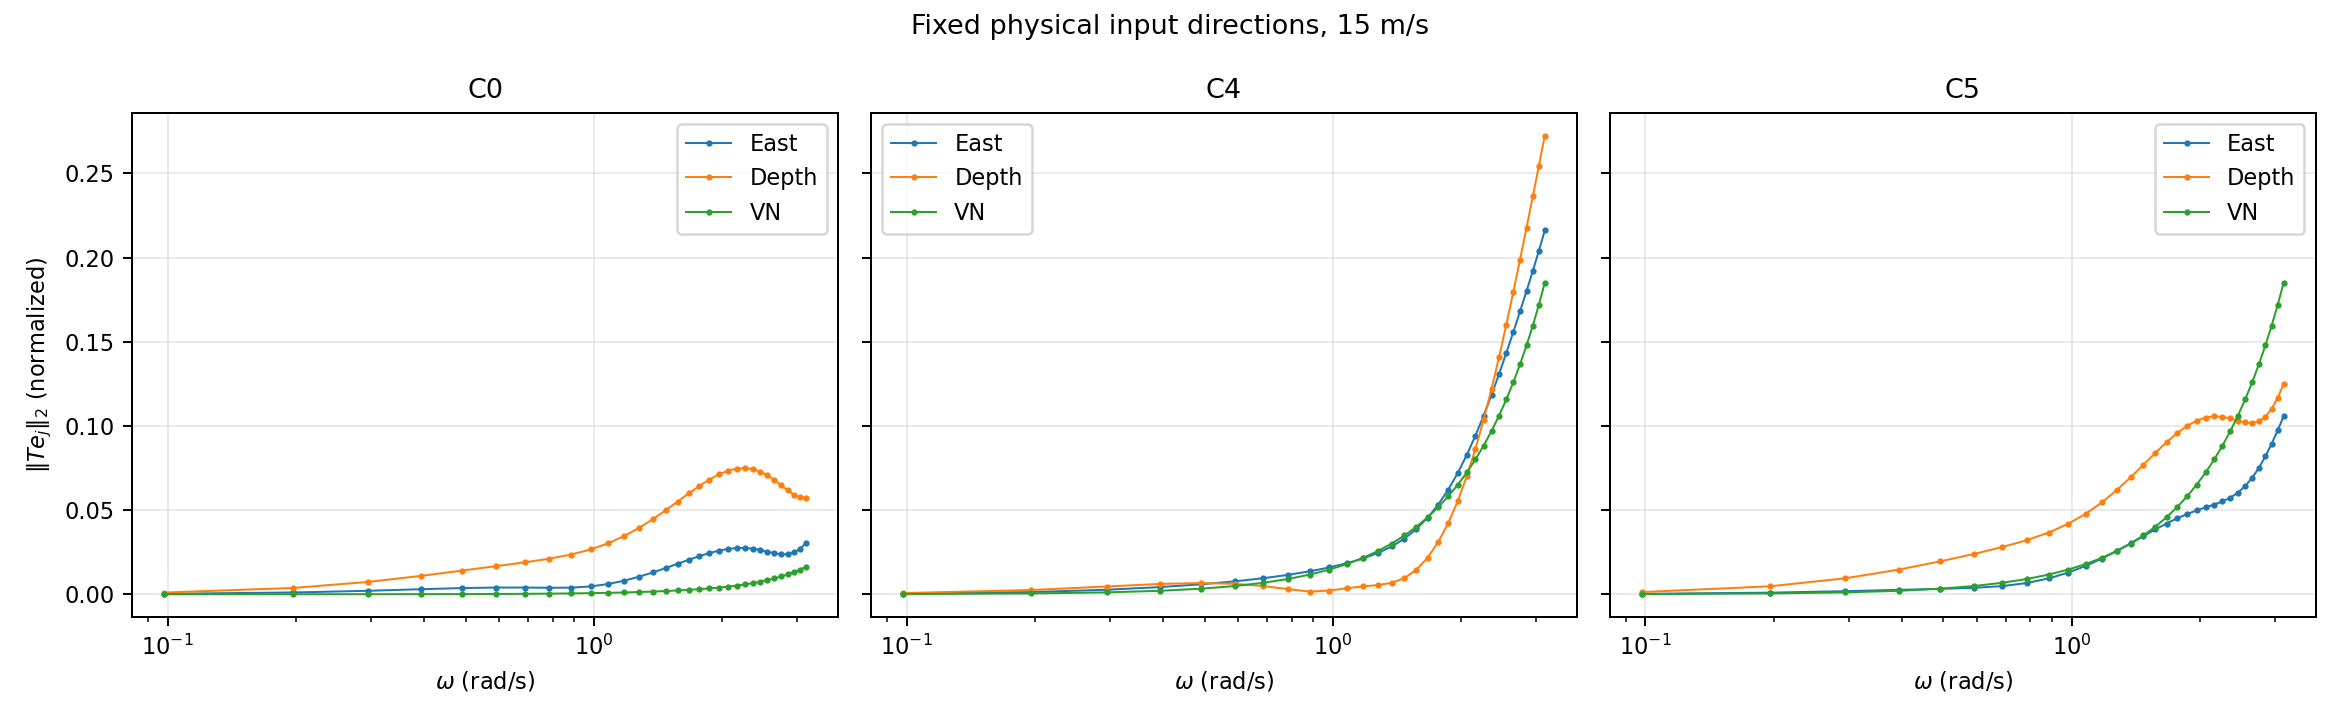 Fixed physical input directions, 15 m/s
C0
C4
C5
East
Depth
VN
East
Depth
VN
East
Depth
VN
0.25
0.20
0.15
0.10
0.05
0.00
‖Te_j‖₂ (normalized)
10⁻¹
10⁰
10⁻¹
10⁰
10⁻¹
10⁰
ω (rad/s)
ω (rad/s)
ω (rad/s)